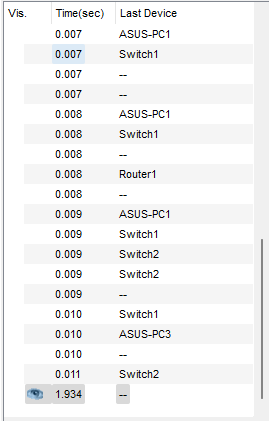 Vis. Time(sec) Last Device
0.007 ASUS-PC1
0.007 Switch1
0.007 --
0.007 --
0.008 ASUS-PC1
0.008 Switch1
0.008 --
0.008 Router1
0.008 --
0.009 ASUS-PC1
0.009 Switch1
0.009 Switch2
0.009 Switch2
0.009 --
0.010 Switch1
0.010 ASUS-PC3
0.010 --
0.011 Switch2
1.934 --